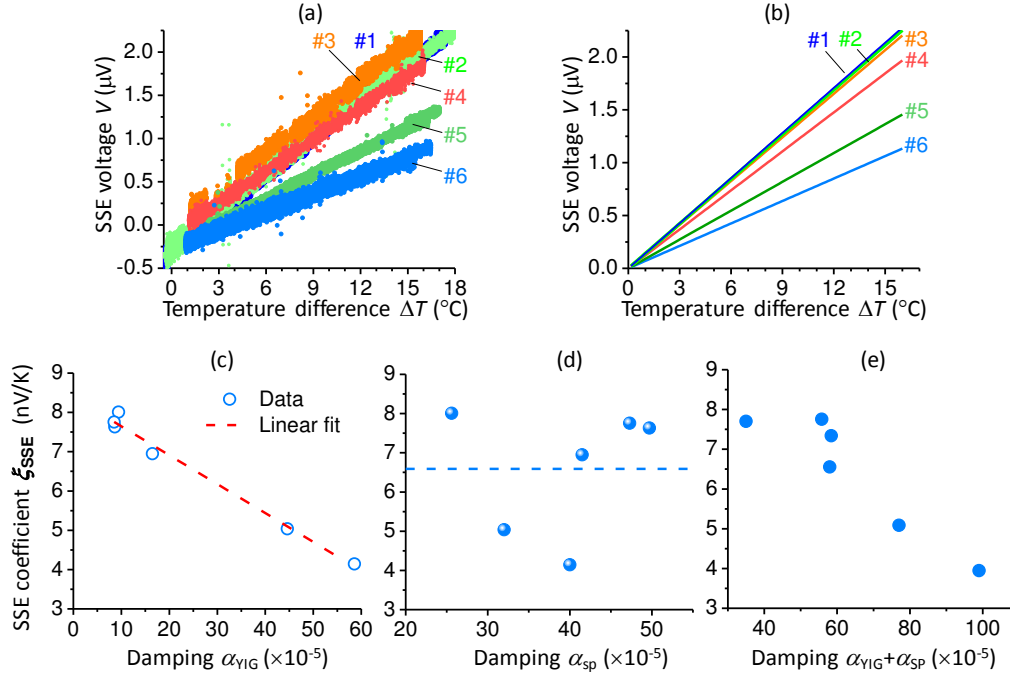 (a)
SSE voltage V (μV)
2.0
1.5
1.0
0.5
0.0
-0.5
#3
#1
#2
#4
#5
#6
0 3 6 9 12 15 18
Temperature difference ΔT (°C)
(b)
SSE voltage V (μV)
2.0
1.5
1.0
0.5
0.0
#1
#2
#3
#4
#5
#6
0 3 6 9 12 15
Temperature difference ΔT (°C)
(c)
SSE coefficient ξSSE (nV/K)
9
8
7
6
5
4
3
Data
Linear fit
0 10 20 30 40 50 60
Damping αYIG (×10-5)
(d)
9
8
7
6
5
4
3
20 30 40 50
Damping αsp (×10-5)
(e)
9
8
7
6
5
4
3
40 60 80 100
Damping αYIG+αSP (×10-5)